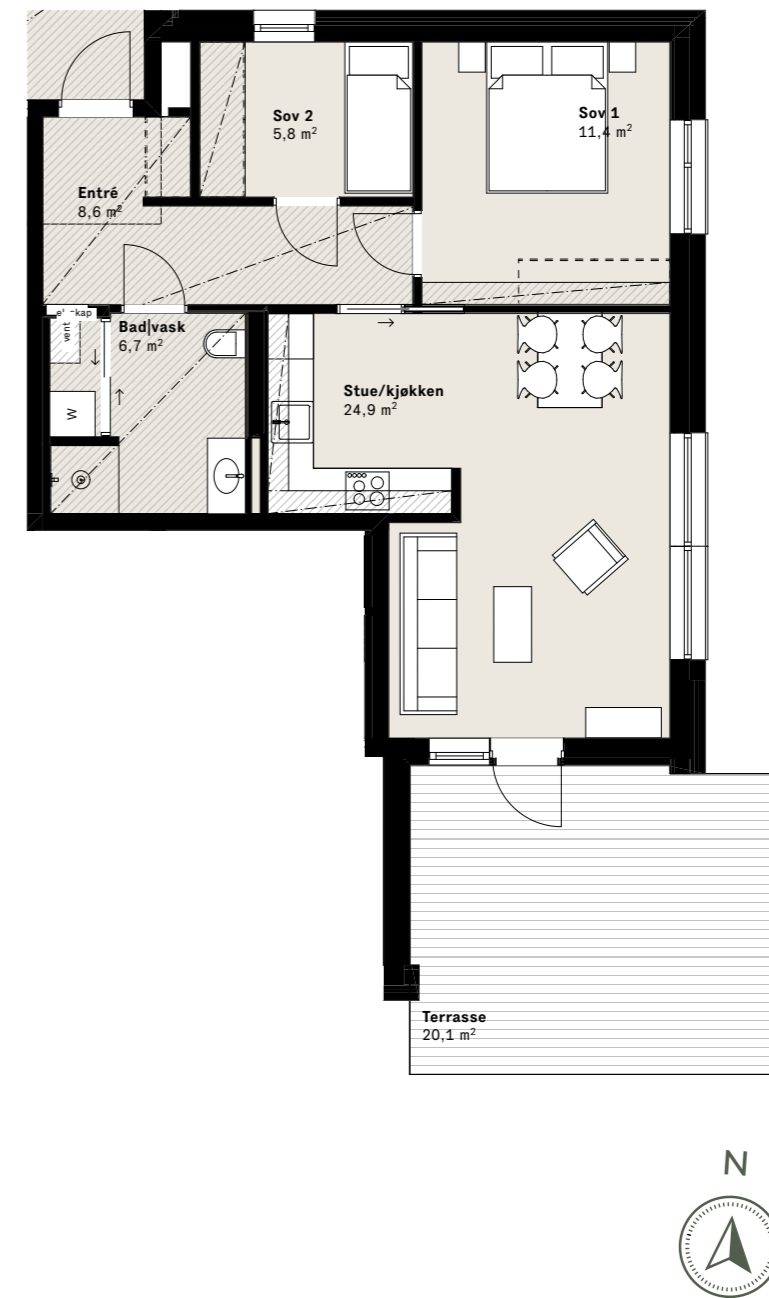 Sov 2
5,8 m²
Sov 1
11,4 m²
Entré
8,6 m²
vent
Bad|vask
6,7 m²
W
Stue/kjøkken
24,9 m²
Terrasse
20,1 m²
N